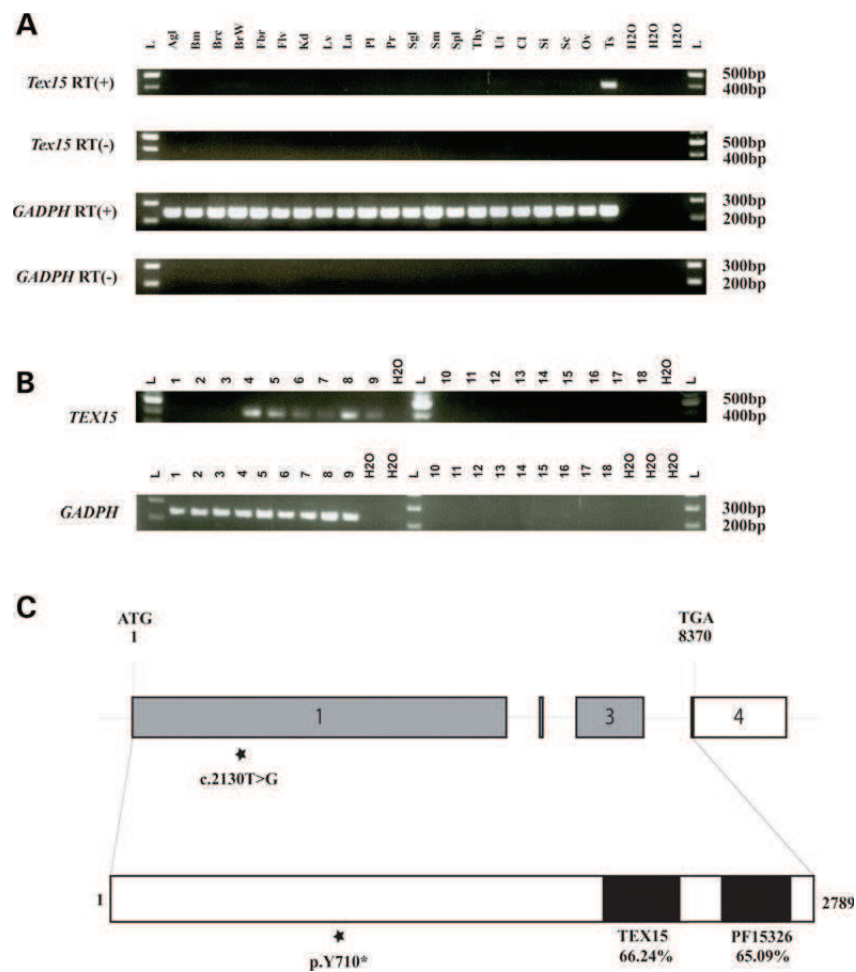 A
L Agl Bm Brc BrW Fbr Flv Kd Lv Ln Pl Pr Sgl Sm Spl Thy Ut Cl Si Sc Ov Ts H2O H2O H2O L
Tex15 RT(+)
500bp
400bp
Tex15 RT(-)
500bp
400bp
GADPH RT(+)
300bp
200bp
GADPH RT(-)
300bp
200bp
B
L 1 2 3 4 5 6 7 8 9 H2O L 10 11 12 13 14 15 16 17 18 H2O L
TEX15
500bp
400bp
L 1 2 3 4 5 6 7 8 9 H2O H2O L 10 11 12 13 14 15 16 17 18 H2O H2O H2O L
GADPH
300bp
200bp
C
ATG
1
TGA
8370
1
3
4
c.2130T>G
1
2789
TEX15
66.24%
PF15326
65.09%
p.Y710*